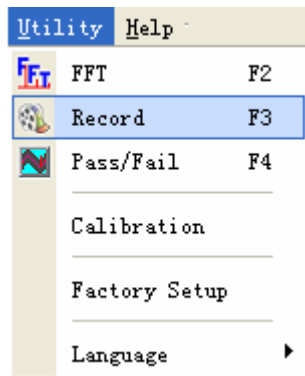 Utility Help
FFT F2
Record F3
Pass/Fail F4
Calibration
Factory Setup
Language